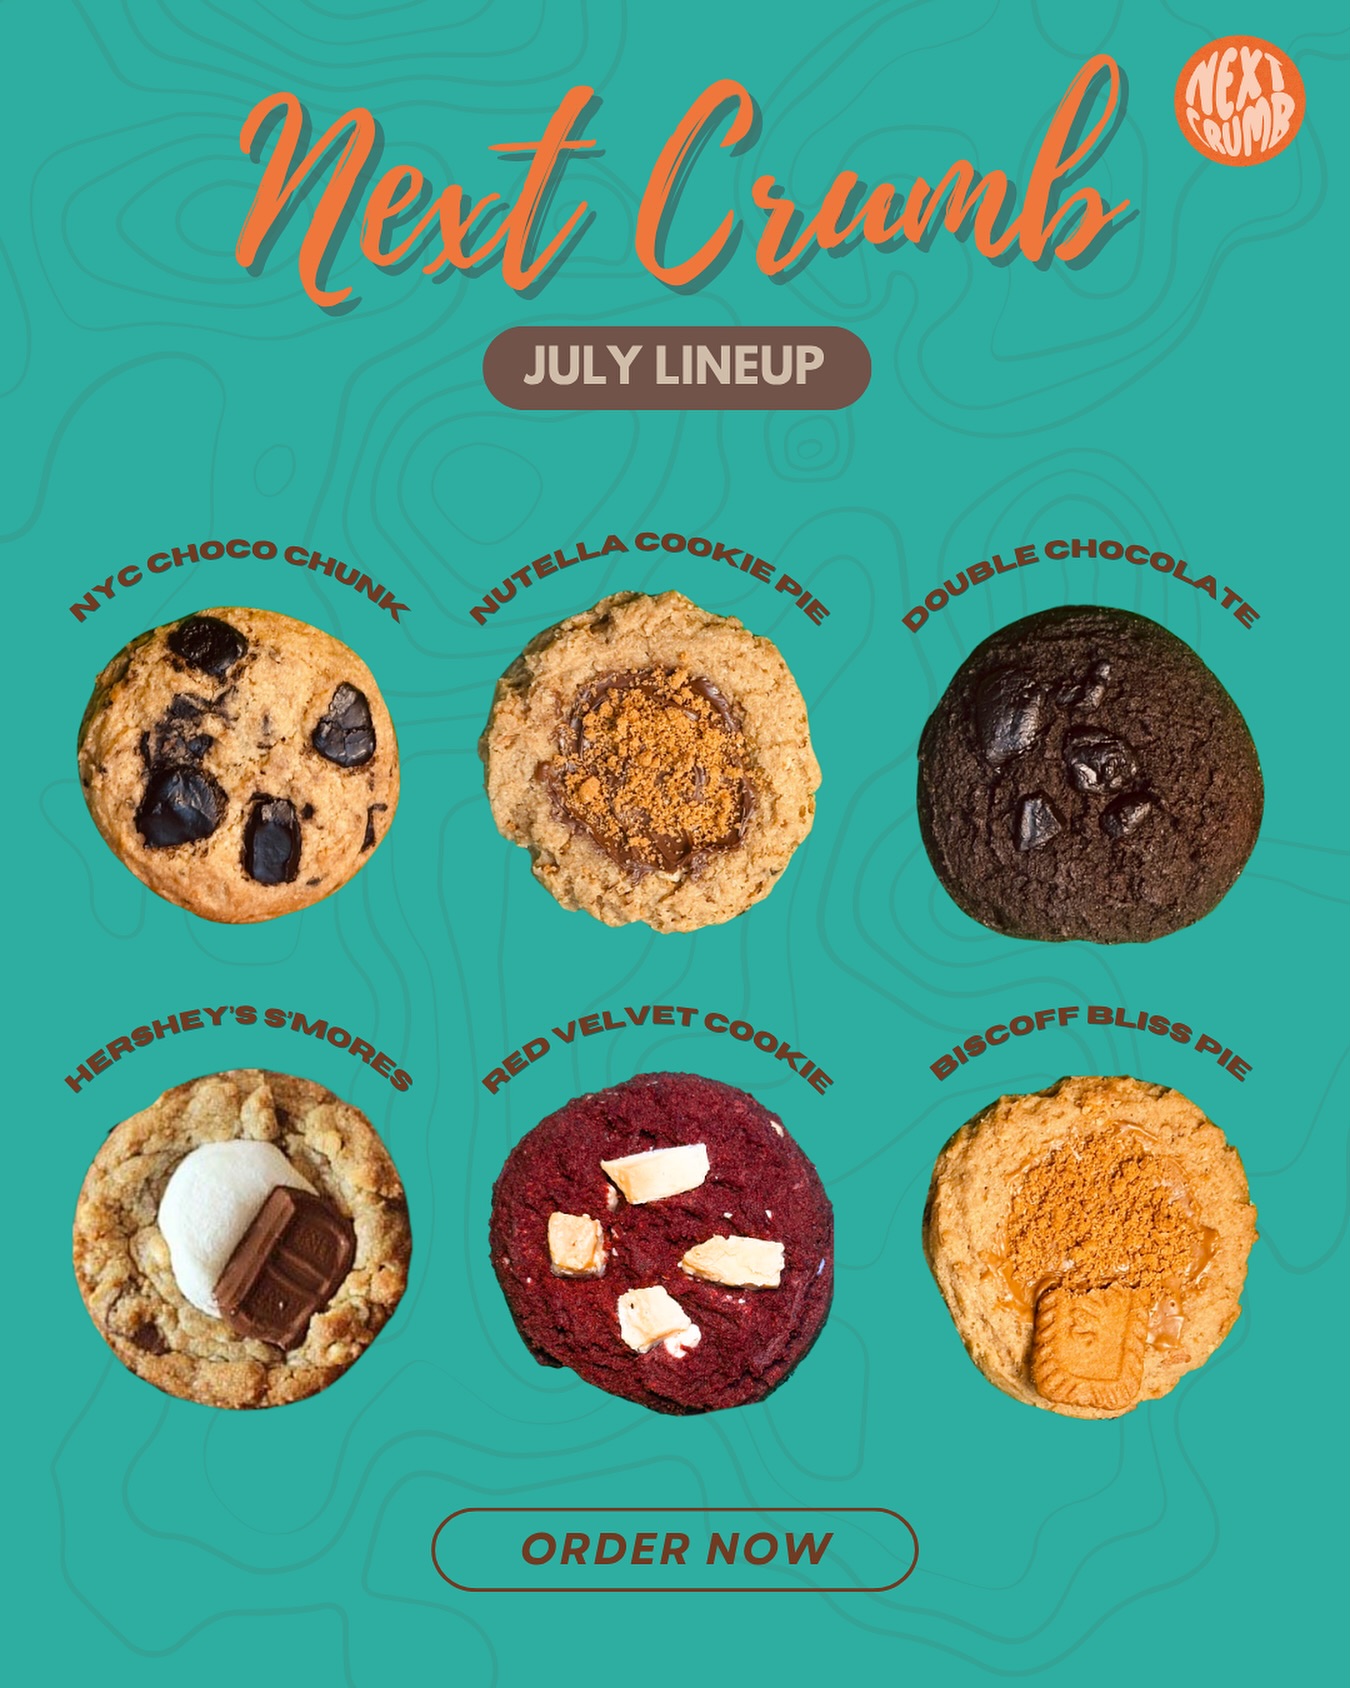 Next Crumb
NEXT
CRUMB
JULY LINEUP
NYC CHOCO CHUNK
NUTELLA COOKIE PIE
DOUBLE CHOCOLATE
HERSHEY'S S'MORES
RED VELVET COOKIE
BISCOFF BLISS PIE
ORDER NOW